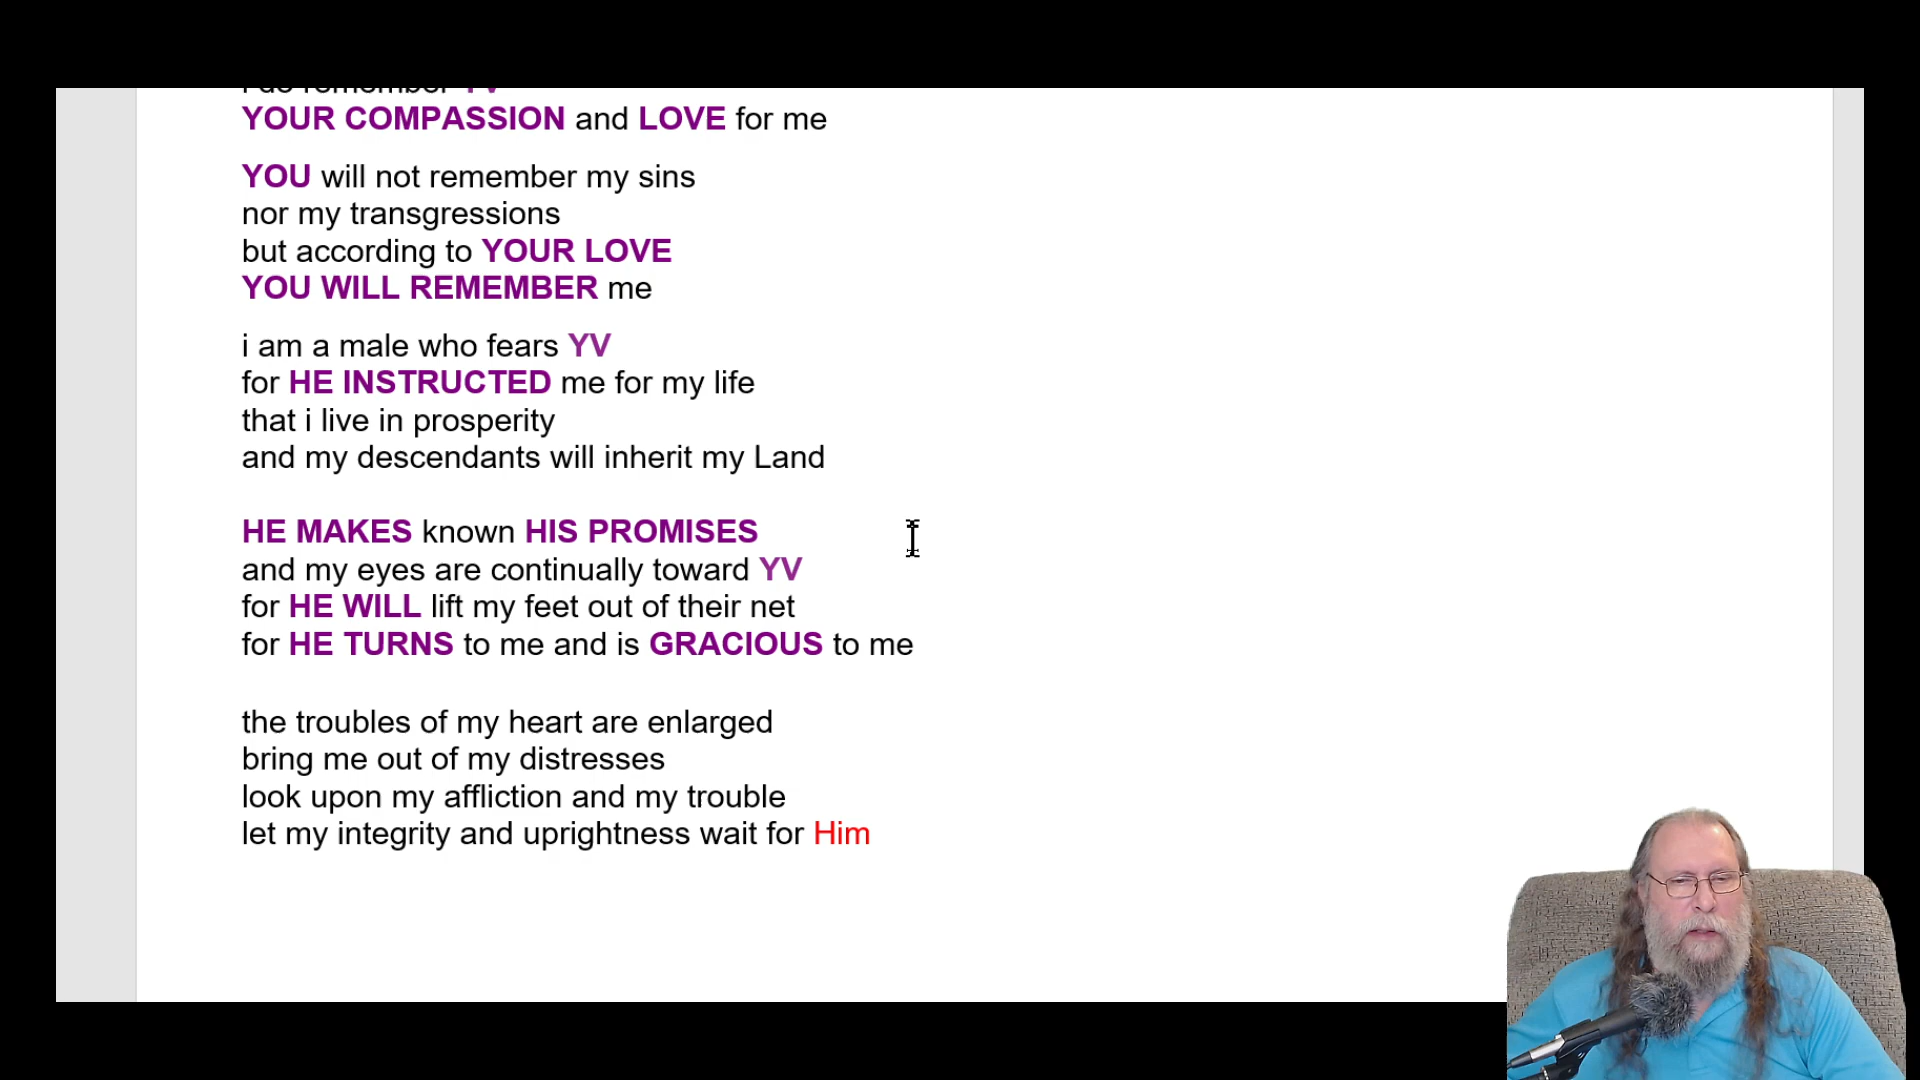 i do remember YV
YOUR COMPASSION and LOVE for me
YOU will not remember my sins
nor my transgressions
but according to YOUR LOVE
YOU WILL REMEMBER me
i am a male who fears YV
for HE INSTRUCTED me for my life
that i live in prosperity
and my descendants will inherit my Land
HE MAKES known HIS PROMISES
and my eyes are continually toward YV
for HE WILL lift my feet out of their net
for HE TURNS to me and is GRACIOUS to me
the troubles of my heart are enlarged
bring me out of my distresses
look upon my affliction and my trouble
let my integrity and uprightness wait for Him